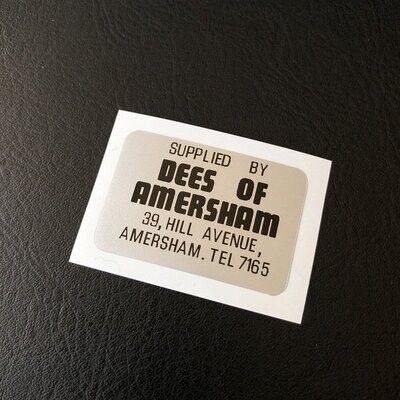 SUPPLIED BY
DEES OF
AMERSHAM
39, HILL AVENUE,
AMERSHAM. TEL 7165